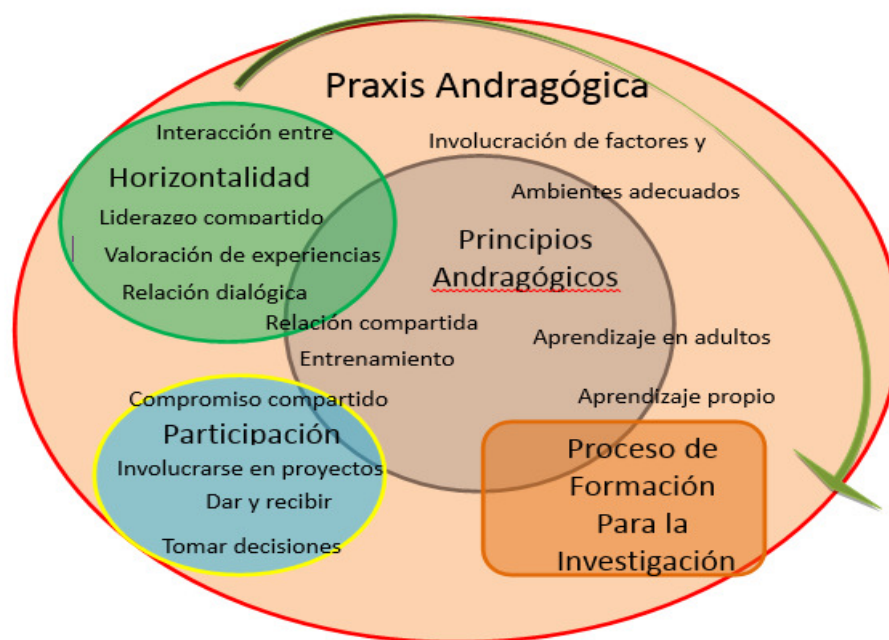 Praxis Andragógica
Interacción entre
Involucración de factores y
Horizontalidad
Ambientes adecuados
Liderazgo compartido
Valoración de experiencias
Relación dialógica
Principios
Andragógicos
Relación compartida
Entrenamiento
Aprendizaje en adultos
Aprendizaje propio
Compromiso compartido
Participación
Involucrarse en proyectos
Dar y recibir
Tomar decisiones
Proceso de
Formación
Para la
Investigación